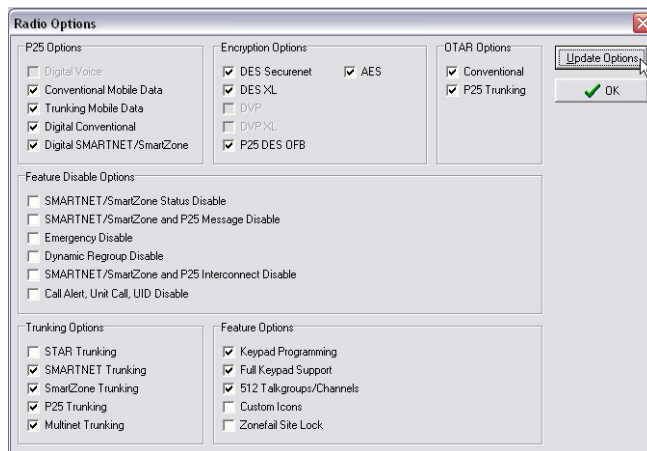 Radio Options
P25 Options
Digital Voice
Conventional Mobile Data
Trunking Mobile Data
Digital Conventional
Digital SMARTNET/SmartZone
Encryption Options
DES Securenet
AES
DES XL
DVP
DVP XL
P25 DES OFB
OTAR Options
Conventional
P25 Trunking
Update Options
OK
Feature Disable Options
SMARTNET/SmartZone Status Disable
SMARTNET/SmartZone and P25 Message Disable
Emergency Disable
Dynamic Regroup Disable
SMARTNET/SmartZone and P25 Interconnect Disable
Call Alert, Unit Call, UID Disable
Trunking Options
STAR Trunking
SMARTNET Trunking
SmartZone Trunking
P25 Trunking
Multinet Trunking
Feature Options
Keypad Programming
Full Keypad Support
512 Talkgroups/Channels
Custom Icons
Zonefail Site Lock